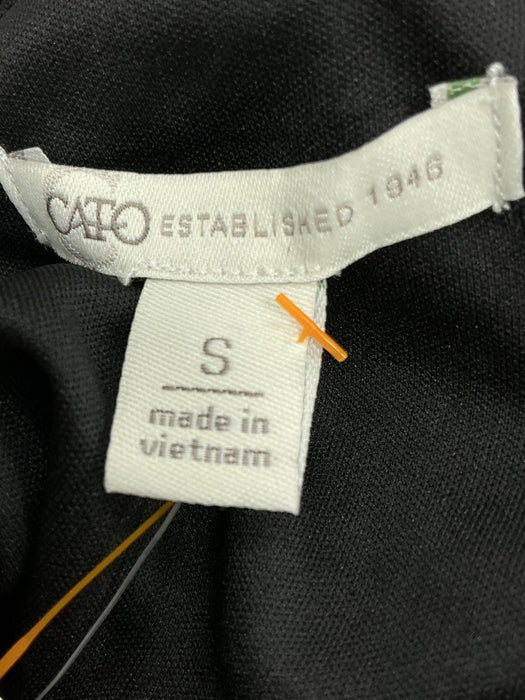 CATO ESTABLISHED 1946
S
made in
vietnam